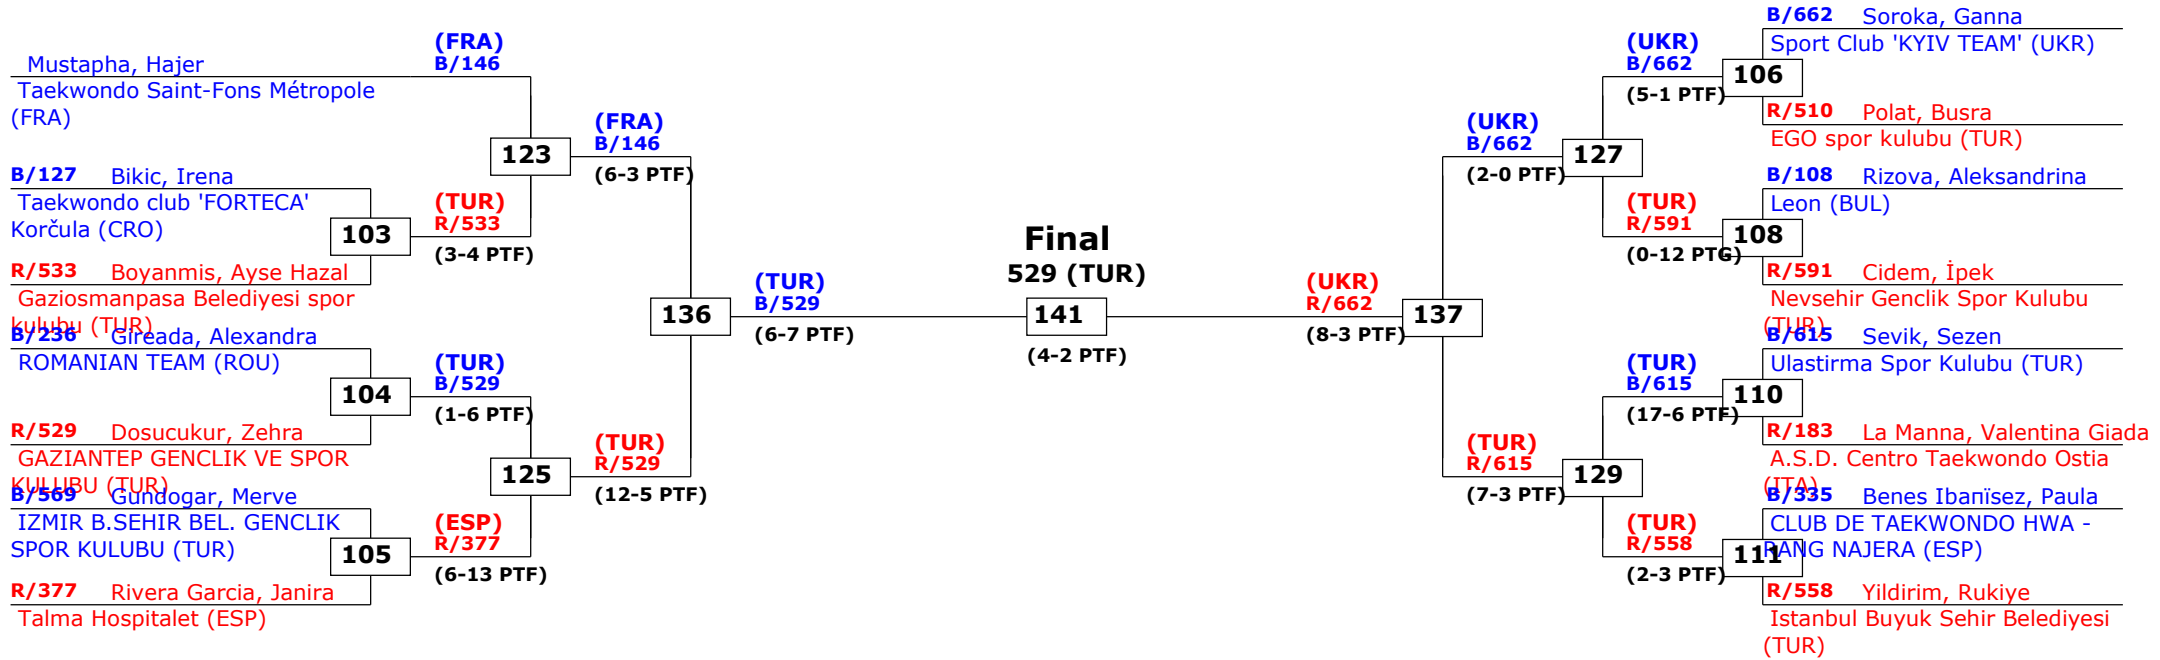 Mustapha, Hajer
Taekwondo Saint-Fons Métropole
(FRA)
B/127 Bikic, Irena
Taekwondo club 'FORTECA'
Korčula (CRO)
R/533 Boyanmis, Ayse Hazal
Gaziosmanpasa Belediyesi spor
kulubu (TUR)
B/236 Gireada, Alexandra
ROMANIAN TEAM (ROU)
R/529 Dosucukur, Zehra
GAZIANTEP GENCLIK VE SPOR
KULUBU (TUR)
B/569 Gundogar, Merve
IZMIR B.SEHIR BEL. GENCLIK
SPOR KULUBU (TUR)
R/377 Rivera Garcia, Janira
Talma Hospitalet (ESP)
103
104
105
(FRA)
B/146
(TUR)
R/533
(3-4 PTF)
(TUR)
B/529
(1-6 PTF)
(ESP)
R/377
(6-13 PTF)
123
125
(FRA)
B/146
(6-3 PTF)
(TUR)
R/529
(12-5 PTF)
136
(TUR)
B/529
(6-7 PTF)
Final
529 (TUR)
141
(4-2 PTF)
(UKR)
R/662
(8-3 PTF)
137
(UKR)
B/662
(2-0 PTF)
(TUR)
R/615
(7-3 PTF)
127
129
(UKR)
B/662
(5-1 PTF)
(TUR)
R/591
(0-12 PTG)
(TUR)
B/615
(17-6 PTF)
(TUR)
R/558
(2-3 PTF)
106
108
110
111
B/662 Soroka, Ganna
Sport Club 'KYIV TEAM' (UKR)
R/510 Polat, Busra
EGO spor kulubu (TUR)
B/108 Rizova, Aleksandrina
Leon (BUL)
R/591 Cidem, İpek
Nevsehir Genclik Spor Kulubu
(TUR)
B/615 Sevik, Sezen
Ulastirma Spor Kulubu (TUR)
R/183 La Manna, Valentina Giada
A.S.D. Centro Taekwondo Ostia
(ITA)
B/335 Benes Ibanïsez, Paula
CLUB DE TAEKWONDO HWA -
RANG NAJERA (ESP)
R/558 Yildirim, Rukiye
Istanbul Buyuk Sehir Belediyesi
(TUR)